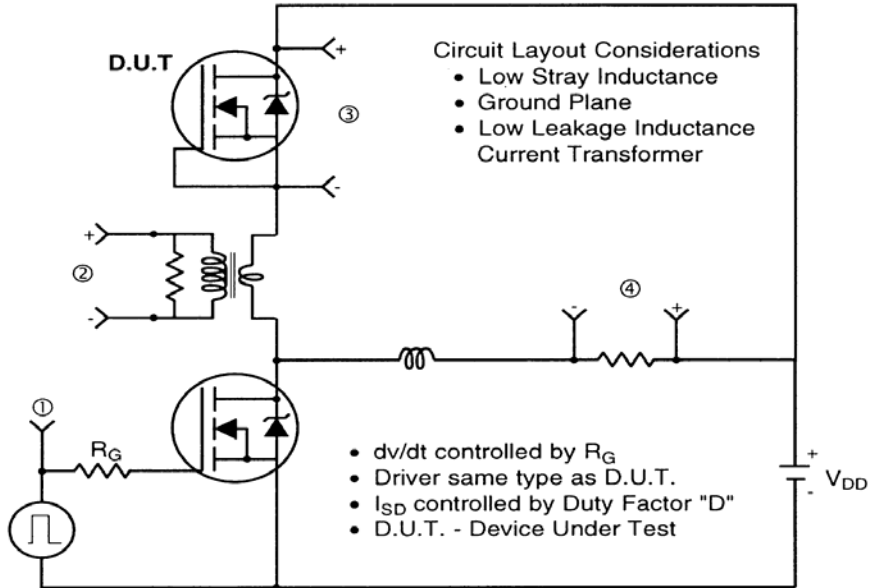 D.U.T
+
-
③
Circuit Layout Considerations
• Low Stray Inductance
• Ground Plane
• Low Leakage Inductance
Current Transformer
+
②
-
④
-
+
①
RG
• dv/dt controlled by RG
• Driver same type as D.U.T.
• ISD controlled by Duty Factor "D"
• D.U.T. - Device Under Test
+
-
VDD